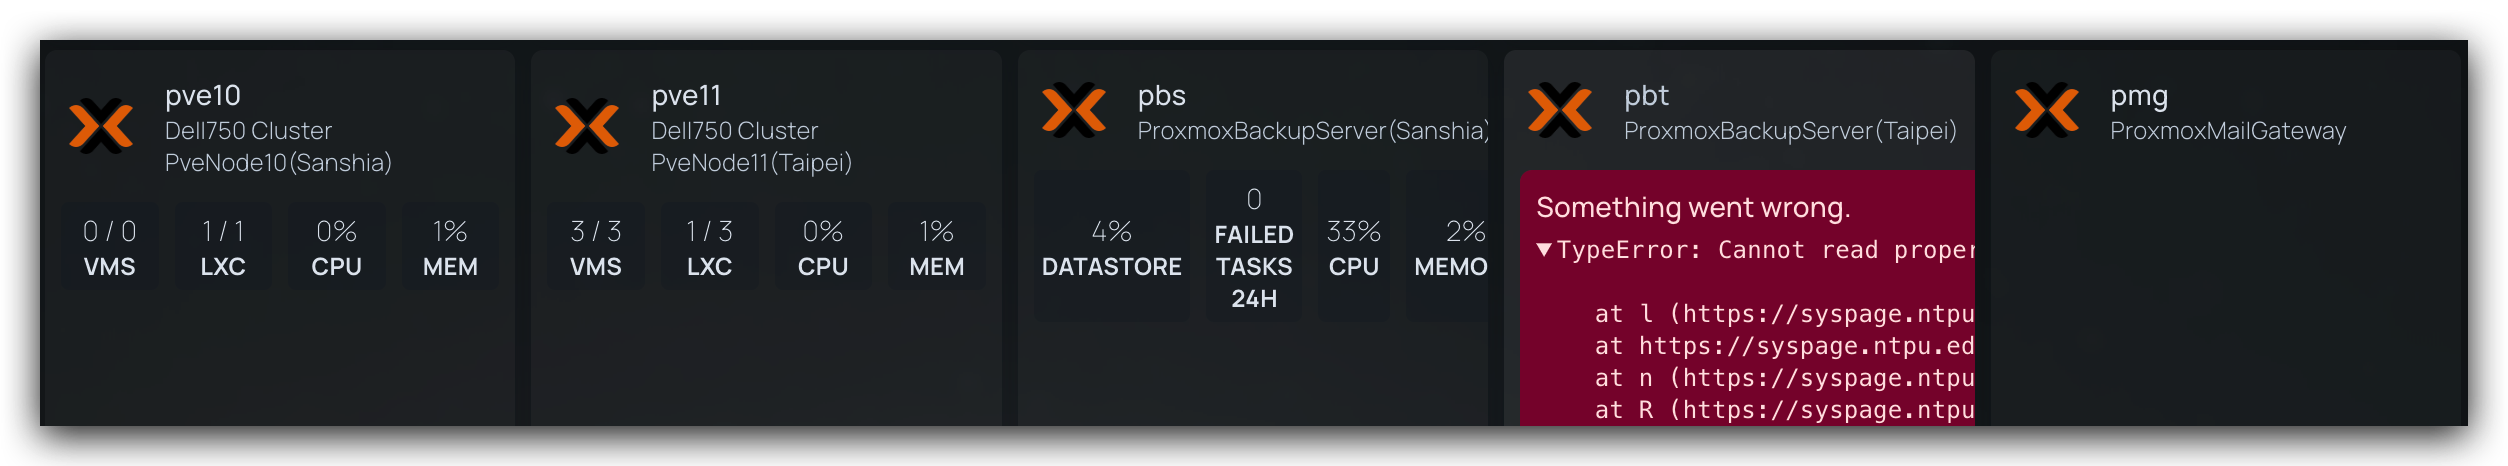 pve10
Dell750 Cluster
PveNode10(Sanshia)
0 / 0
VMS
1 / 1
LXC
0%
CPU
1%
MEM
pve11
Dell750 Cluster
PveNode11(Taipei)
3 / 3
VMS
1 / 3
LXC
0%
CPU
1%
MEM
pbs
ProxmoxBackupServer(Sanshia)
4%
DATASTORE
0
FAILED
TASKS
24H
33%
CPU
2%
MEMO
pbt
ProxmoxBackupServer(Taipei)
Something went wrong.
▼TypeError: Cannot read proper
at l (https://syspage.ntpu
at https://syspage.ntpu.ed
at n (https://syspage.ntpu
at R (https://syspage.ntpu
pmg
ProxmoxMailGateway